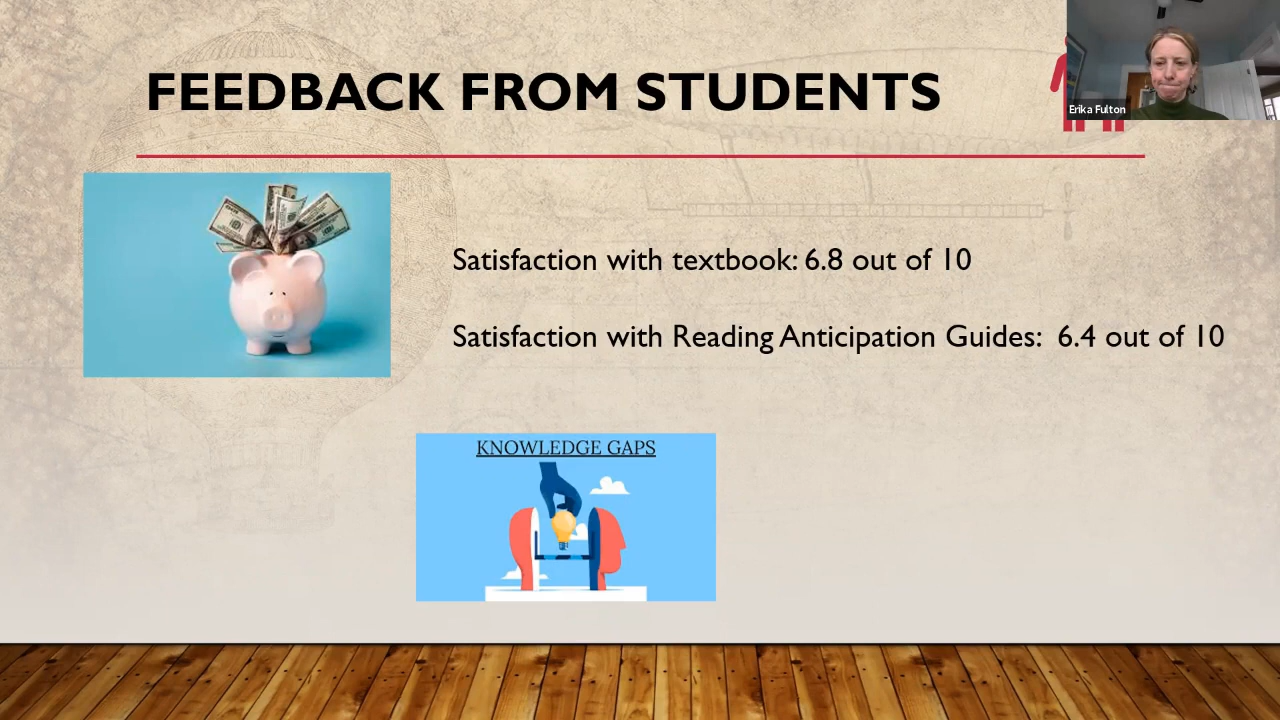 FEEDBACK FROM STUDENTS
Erika Fulton
Satisfaction with textbook: 6.8 out of 10
Satisfaction with Reading Anticipation Guides:  6.4 out of 10
KNOWLEDGE GAPS